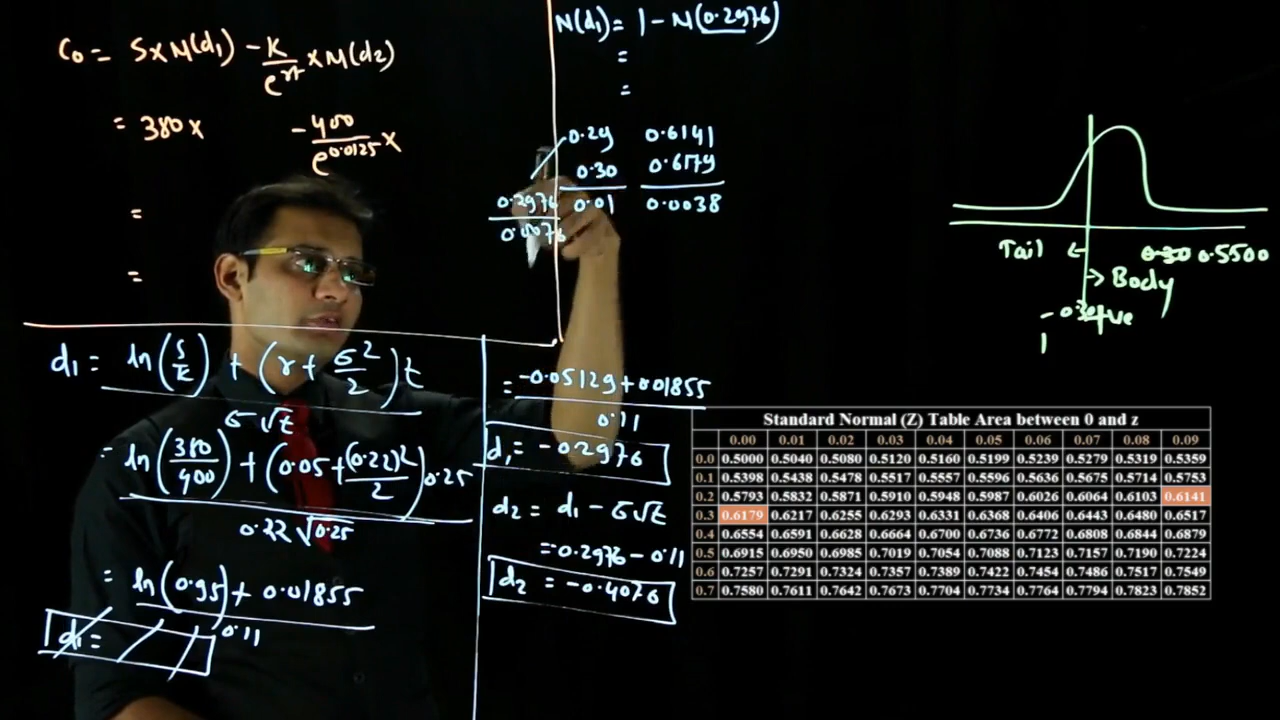 C₀ = S×N(d₁) − K/e^rt × N(d₂)
= 380× −400/e^0.0125 ×
=
=
N(d₁) = 1 − N(0.2976)
=
=
0.29 0.6141
0.30 0.6179
0.2976 0.01 0.0038
0.0076
Tail ← 0.30 0.5500
→ Body
−0.30 +ve
1
d₁ = ln(S/K) + (r + σ²/2)t
σ√t
= ln(380/400) + (0.05 + (0.22)²/2)0.25
0.22√0.25
= ln(0.95) + 0.01855
0.11
d₁ =
= −0.05129 + 0.01855
0.11
d₁ = −0.2976
d₂ = d₁ − σ√t
= −0.2976 − 0.11
d₂ = −0.4076
Standard Normal (Z) Table Area between 0 and z
0.00 0.01 0.02 0.03 0.04 0.05 0.06 0.07 0.08 0.09
0.0 0.5000 0.5040 0.5080 0.5120 0.5160 0.5199 0.5239 0.5279 0.5319 0.5359
0.1 0.5398 0.5438 0.5478 0.5517 0.5557 0.5596 0.5636 0.5675 0.5714 0.5753
0.2 0.5793 0.5832 0.5871 0.5910 0.5948 0.5987 0.6026 0.6064 0.6103 0.6141
0.3 0.6179 0.6217 0.6255 0.6293 0.6331 0.6368 0.6406 0.6443 0.6480 0.6517
0.4 0.6554 0.6591 0.6628 0.6664 0.6700 0.6736 0.6772 0.6808 0.6844 0.6879
0.5 0.6915 0.6950 0.6985 0.7019 0.7054 0.7088 0.7123 0.7157 0.7190 0.7224
0.6 0.7257 0.7291 0.7324 0.7357 0.7389 0.7422 0.7454 0.7486 0.7517 0.7549
0.7 0.7580 0.7611 0.7642 0.7673 0.7704 0.7734 0.7764 0.7794 0.7823 0.7852